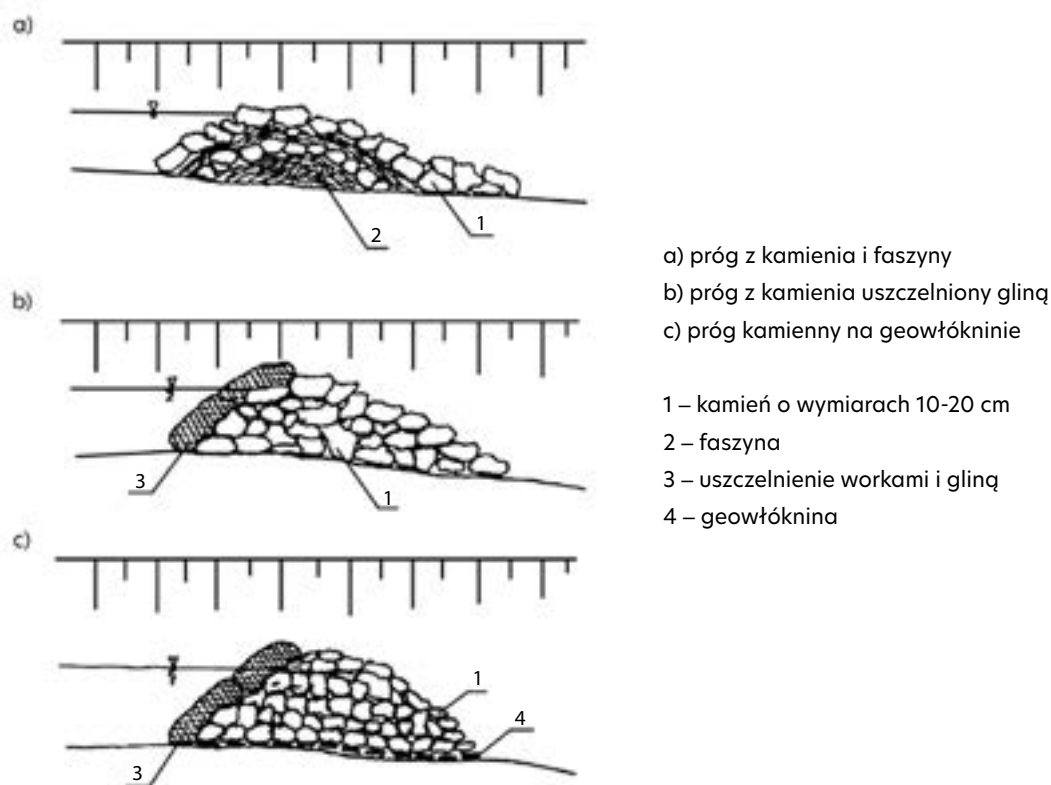 a)
2
1
b)
3
1
c)
1
4
3
a) próg z kamienia i faszyny
b) próg z kamienia uszczelniony gliną
c) próg kamienny na geowłókninie
1 – kamień o wymiarach 10-20 cm
2 – faszyna
3 – uszczelnienie workami i gliną
4 – geowłóknina